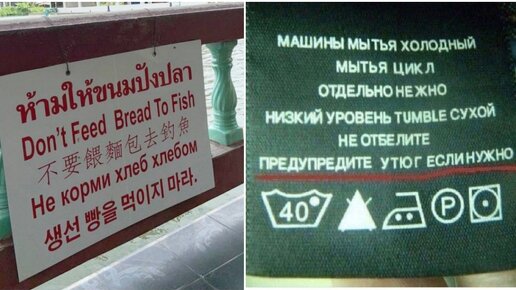 ห้ามให้ขนมปังปลา
Don't Feed Bread To Fish
不要餵麵包去釣魚
Не корми хлеб хлебом
생선 빵을 먹이지 마라.
МАШИНЫ МЫТЬЯ ХОЛОДНЫЙ
МЫТЬЯ ЦИКЛ
ОТДЕЛЬНО НЕЖНО
НИЗКИЙ УРОВЕНЬ TUMBLE СУХОЙ
НЕ ОТБЕЛИТЕ
ПРЕДУПРЕДИТЕ УТЮГ ЕСЛИ НУЖНО
40° P